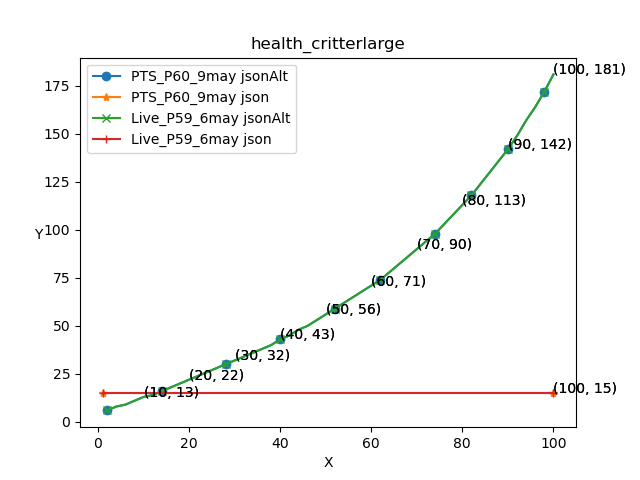 health_critterlarge
PTS_P60_9may jsonAlt
PTS_P60_9may json
Live_P59_6may jsonAlt
Live_P59_6may json
(100, 181)
(90, 142)
(80, 113)
(70, 90)
(60, 71)
(50, 56)
(40, 43)
(30, 32)
(20, 22)
(10, 13)
(100, 15)
175
150
125
100
75
50
25
0
Y
0 20 40 60 80 100
X